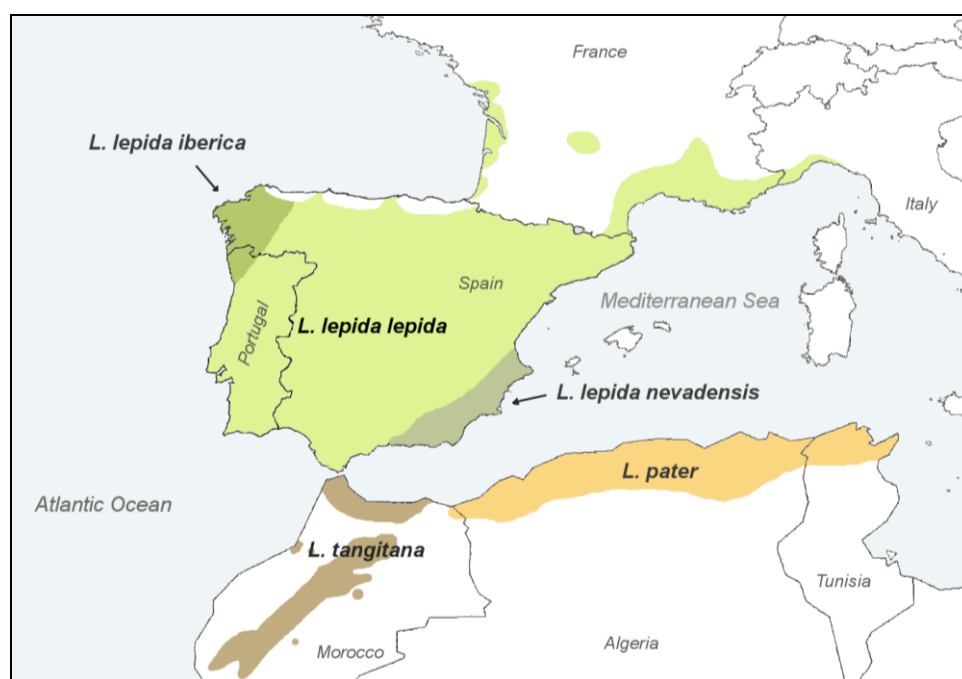 France
L. lepida iberica
Italy
Spain
Mediterranean Sea
Portugal
L. lepida lepida
L. lepida nevadensis
L. pater
Atlantic Ocean
L. tangitana
Tunisia
Morocco
Algeria